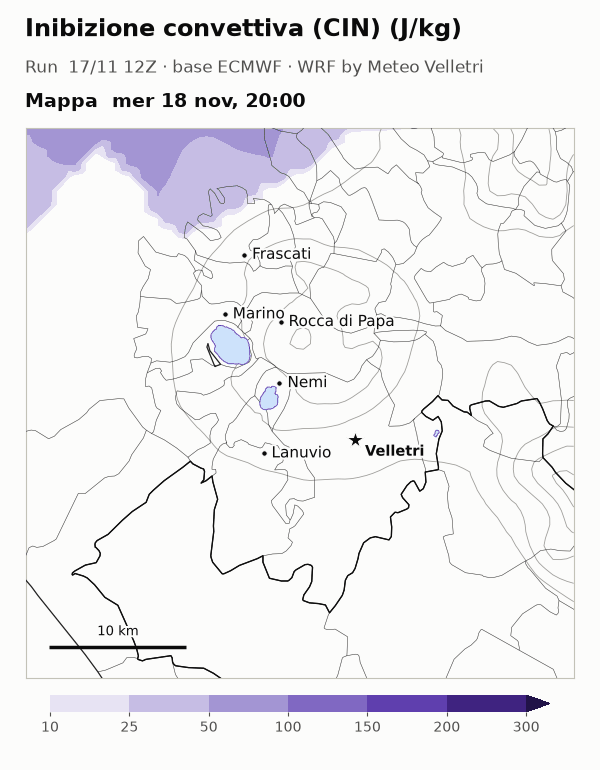 Inibizione convettiva (CIN) (J/kg)
Run  17/11 12Z · base ECMWF · WRF by Meteo Velletri
Mappa  mer 18 nov, 20:00
Frascati
Marino
Rocca di Papa
Nemi
Velletri
Lanuvio
10 km
10 25 50 100 150 200 300